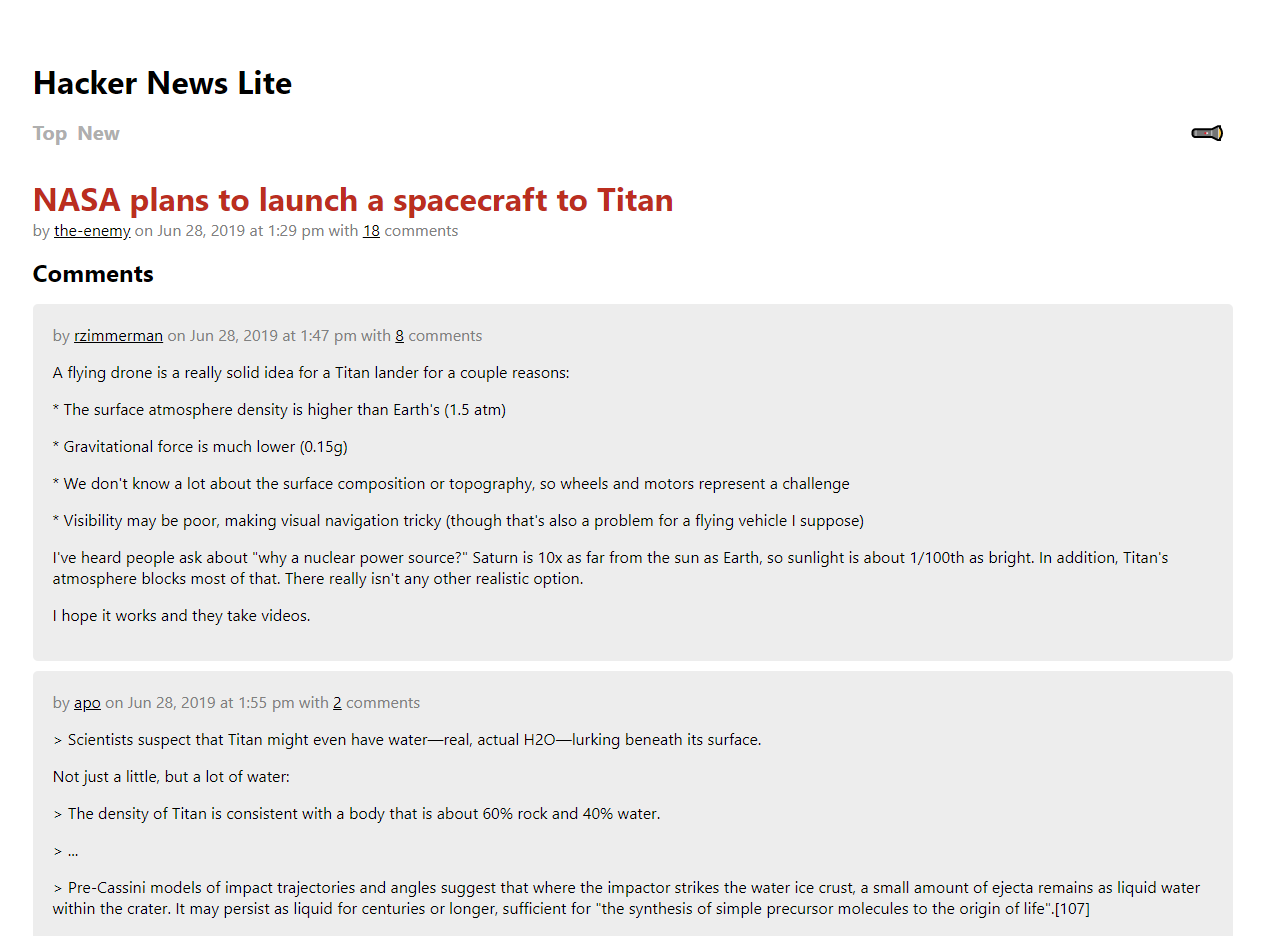 Hacker News Lite
Top New
NASA plans to launch a spacecraft to Titan
by the-enemy on Jun 28, 2019 at 1:29 pm with 18 comments
Comments
by rzimmerman on Jun 28, 2019 at 1:47 pm with 8 comments
A flying drone is a really solid idea for a Titan lander for a couple reasons:
* The surface atmosphere density is higher than Earth's (1.5 atm)
* Gravitational force is much lower (0.15g)
* We don't know a lot about the surface composition or topography, so wheels and motors represent a challenge
* Visibility may be poor, making visual navigation tricky (though that's also a problem for a flying vehicle I suppose)
I've heard people ask about "why a nuclear power source?" Saturn is 10x as far from the sun as Earth, so sunlight is about 1/100th as bright. In addition, Titan's
atmosphere blocks most of that. There really isn't any other realistic option.
I hope it works and they take videos.
by apo on Jun 28, 2019 at 1:55 pm with 2 comments
> Scientists suspect that Titan might even have water—real, actual H2O—lurking beneath its surface.
Not just a little, but a lot of water:
> The density of Titan is consistent with a body that is about 60% rock and 40% water.
> ...
> Pre-Cassini models of impact trajectories and angles suggest that where the impactor strikes the water ice crust, a small amount of ejecta remains as liquid water
within the crater. It may persist as liquid for centuries or longer, sufficient for "the synthesis of simple precursor molecules to the origin of life".[107]